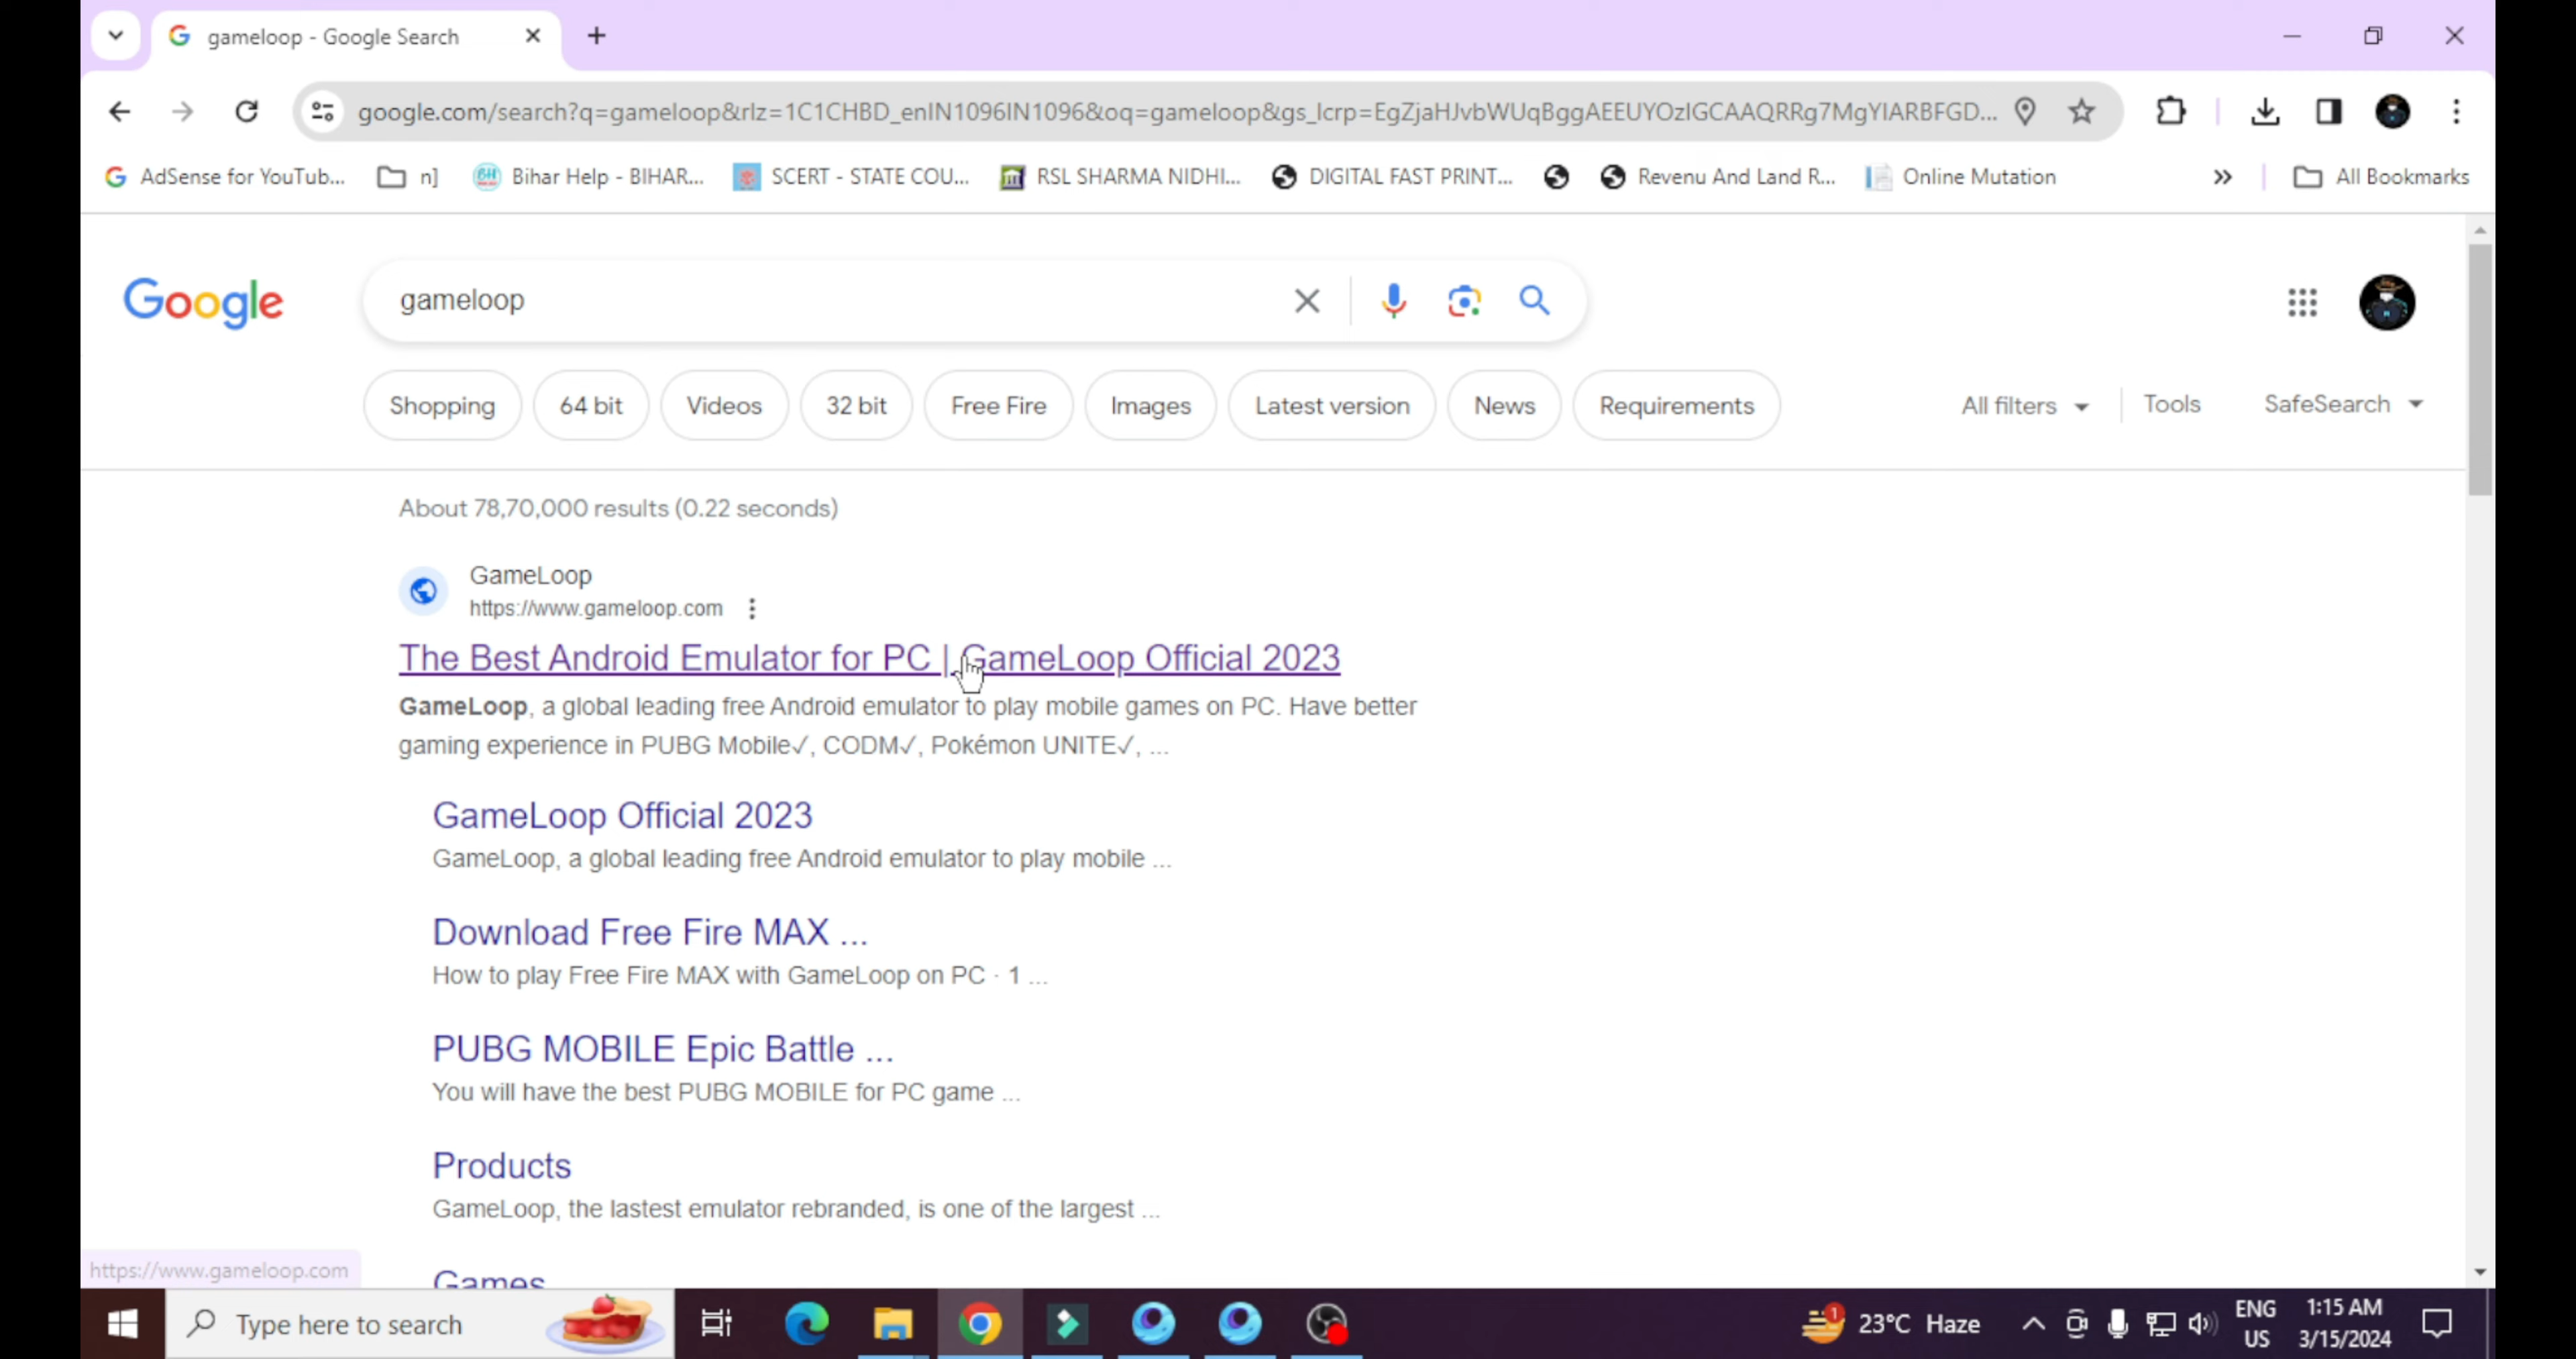 gameloop - Google Search
google.com/search?q=gameloop&rlz=1C1CHBD_enIN1096IN1096&oq=gameloop&gs_lcrp=EgZjaHJvbWUqBggAEEUYOzIGCAAQRRg7MgYIARBFGD...
AdSense for YouTub... n] Bihar Help - BIHAR... SCERT - STATE COU... RSL SHARMA NIDHI... DIGITAL FAST PRINT... Revenu And Land R... Online Mutation All Bookmarks
Google gameloop
Shopping 64 bit Videos 32 bit Free Fire Images Latest version News Requirements All filters Tools SafeSearch
About 78,70,000 results (0.22 seconds)
GameLoop
https://www.gameloop.com
The Best Android Emulator for PC | GameLoop Official 2023
GameLoop, a global leading free Android emulator to play mobile games on PC. Have better
gaming experience in PUBG Mobile✓, CODM✓, Pokémon UNITE✓, ...
GameLoop Official 2023
GameLoop, a global leading free Android emulator to play mobile ...
Download Free Fire MAX ...
How to play Free Fire MAX with GameLoop on PC · 1 ...
PUBG MOBILE Epic Battle ...
You will have the best PUBG MOBILE for PC game ...
Products
GameLoop, the lastest emulator rebranded, is one of the largest ...
Games
https://www.gameloop.com
Type here to search 1 23°C Haze ENG US 1:15 AM
3/15/2024